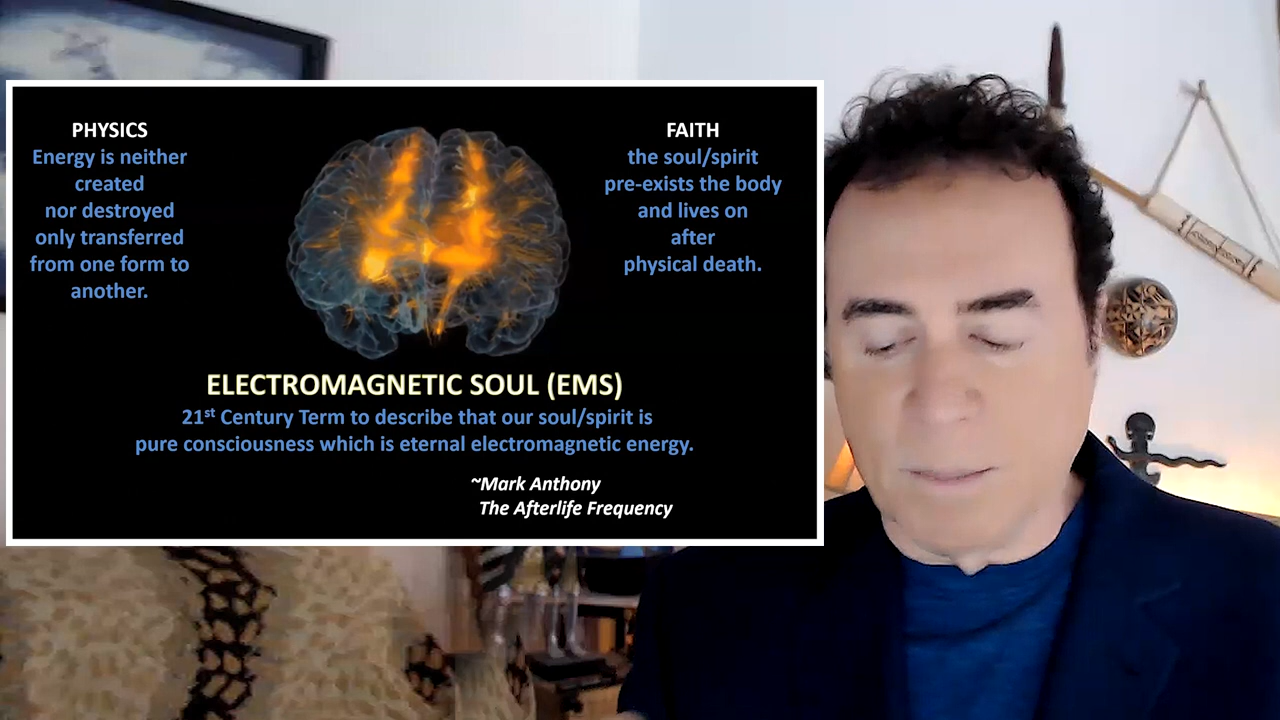 PHYSICS
Energy is neither
created
nor destroyed
only transferred
from one form to
another.
FAITH
the soul/spirit
pre-exists the body
and lives on
after
physical death.
ELECTROMAGNETIC SOUL (EMS)
21st Century Term to describe that our soul/spirit is
pure consciousness which is eternal electromagnetic energy.
~Mark Anthony
The Afterlife Frequency